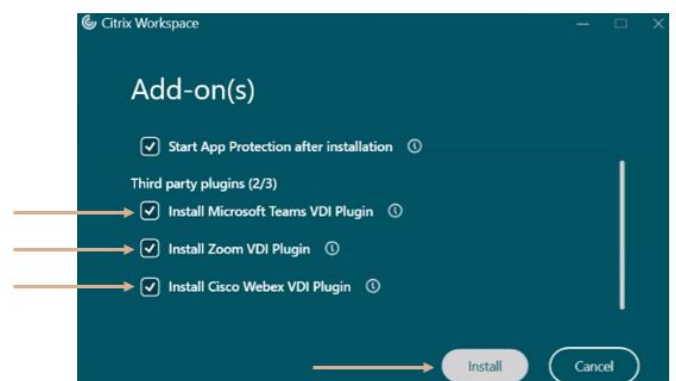 Citrix Workspace
Add-on(s)
Start App Protection after installation
Third party plugins (2/3)
Install Microsoft Teams VDI Plugin
Install Zoom VDI Plugin
Install Cisco Webex VDI Plugin
Install
Cancel